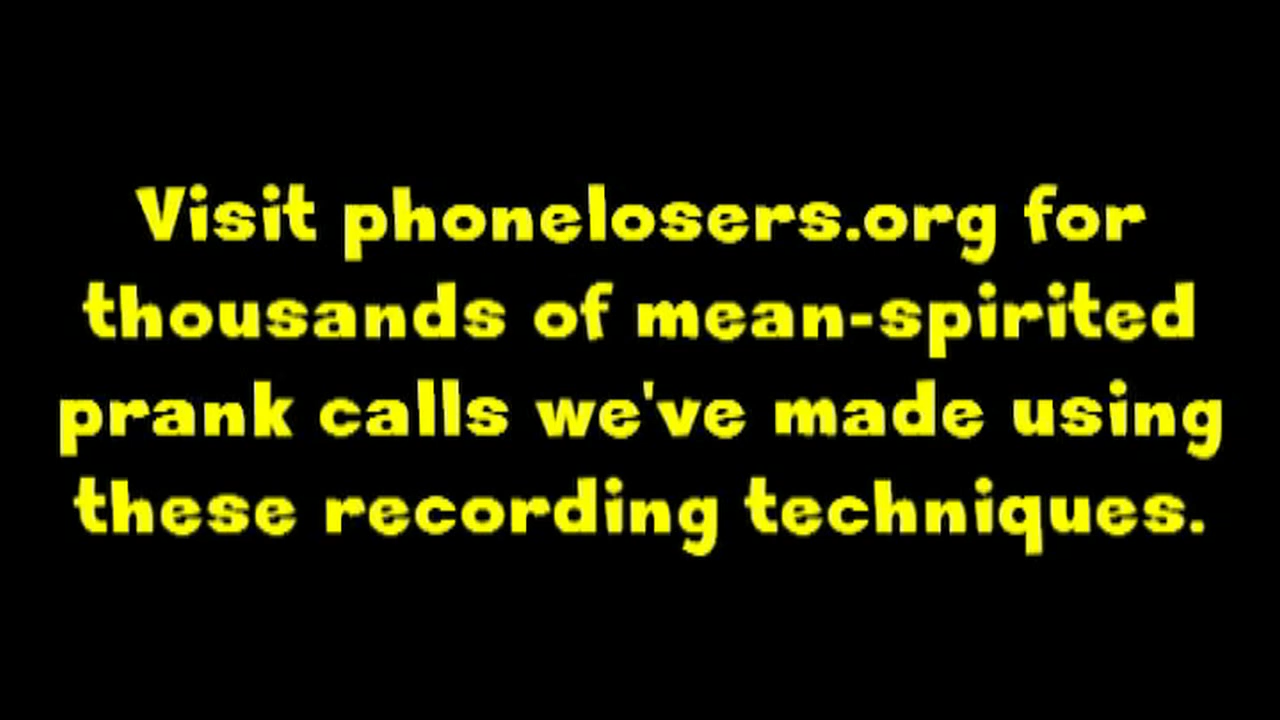 Visit phonelosers.org for
thousands of mean-spirited
prank calls we've made using
these recording techniques.